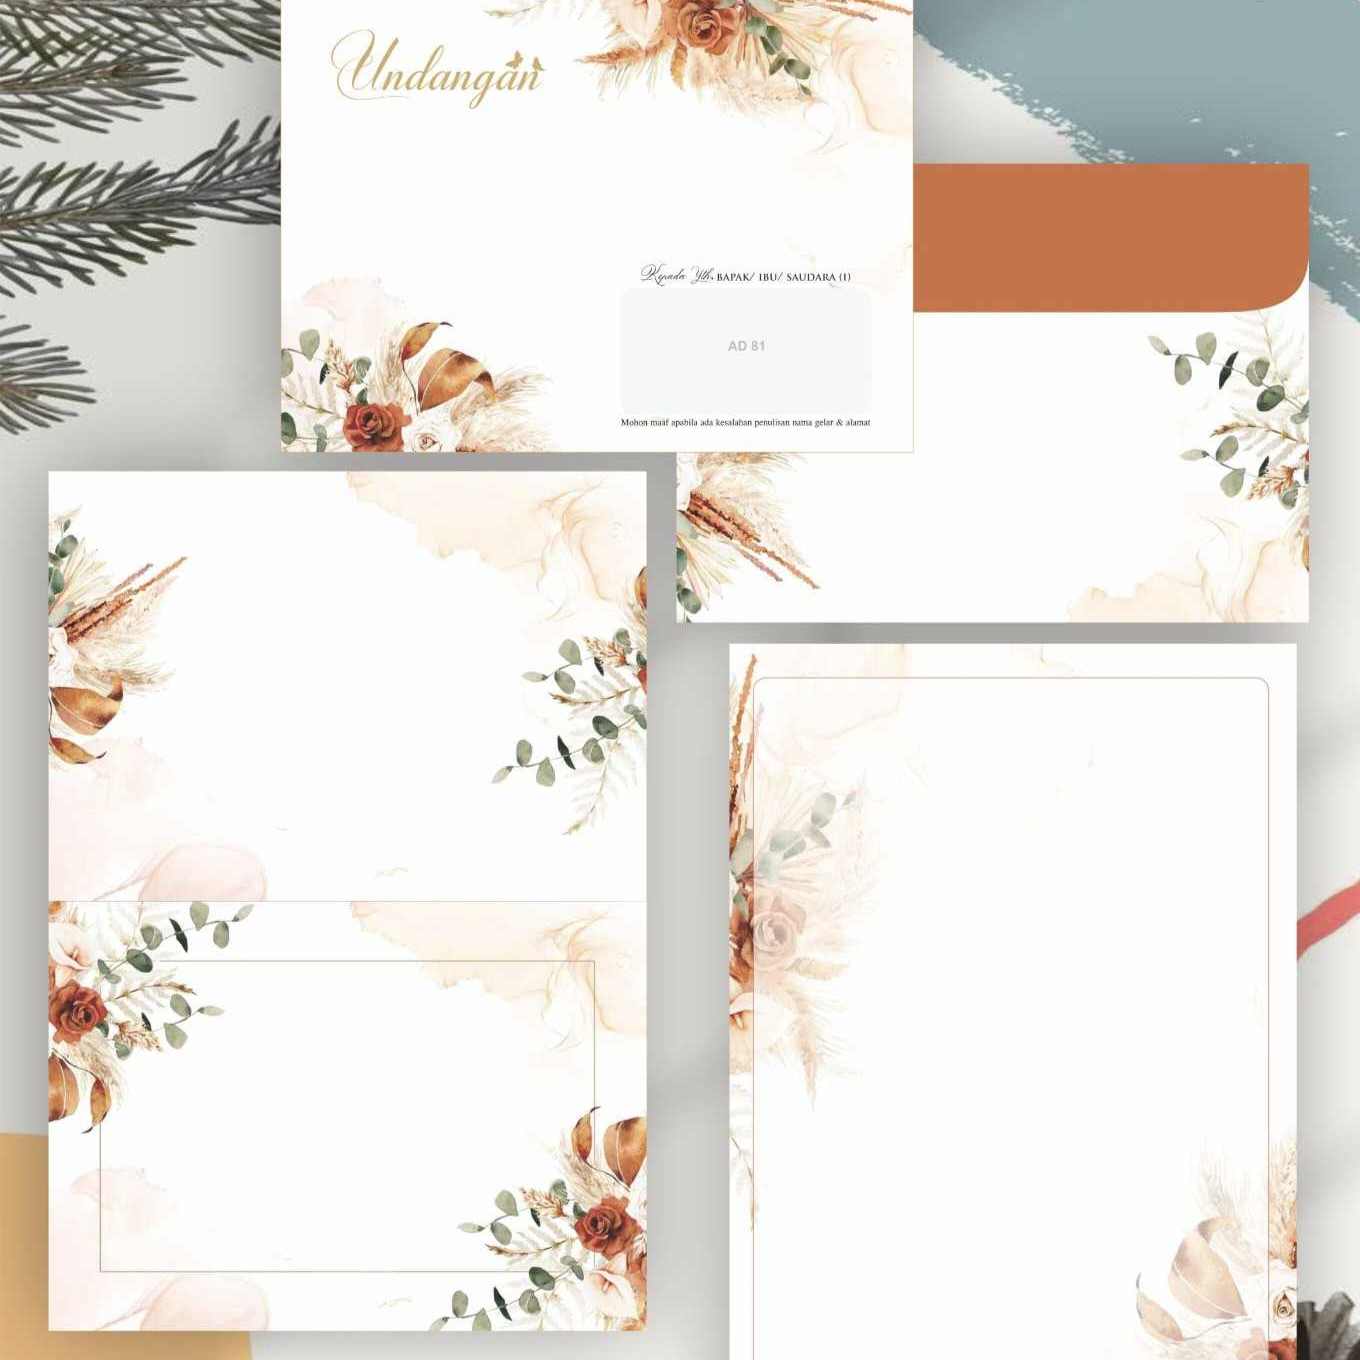 Undangan
Kepada Yth. BAPAK/ IBU/ SAUDARA (I)
AD 81
Mohon maaf apabila ada kesalahan penulisan nama gelar & alamat